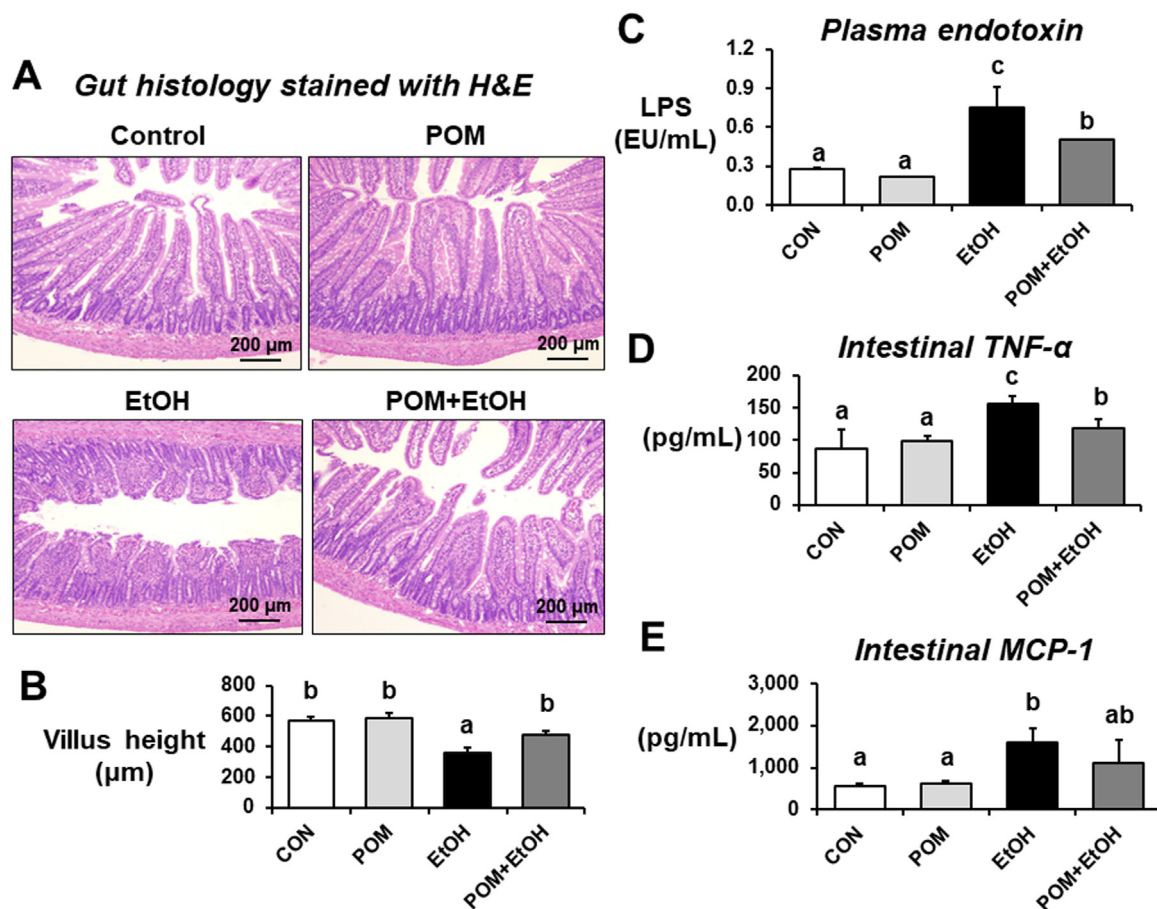 A
Gut histology stained with H&E
Control
POM
200 µm
200 µm
EtOH
POM+EtOH
200 µm
200 µm
B
Villus height
(µm)
800
600
400
200
0
b
b
a
b
CON
POM
EtOH
POM+EtOH
C
Plasma endotoxin
LPS
(EU/mL)
1.2
0.9
0.6
0.3
0.0
a
a
c
b
CON
POM
EtOH
POM+EtOH
D
Intestinal TNF-α
(pg/mL)
200
150
100
50
0
a
a
c
b
CON
POM
EtOH
POM+EtOH
E
Intestinal MCP-1
(pg/mL)
3,000
2,000
1,000
0
a
a
b
ab
CON
POM
EtOH
POM+EtOH